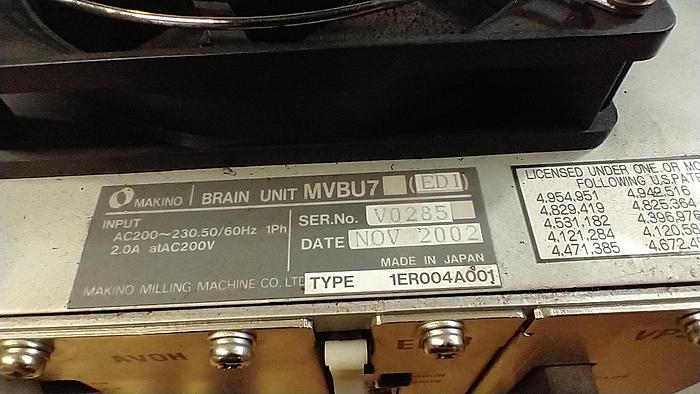 MAKINO BRAIN UNIT MVBU7 (ED1)
INPUT
AC200~230.50/60Hz 1Ph
2.0A atAC200V
SER.No. V0285
DATE NOV 2002
MADE IN JAPAN
MAKINO MILLING MACHINE CO. LTD
TYPE 1ER004A001
LICENSED UNDER ONE OR MO
FOLLOWING U.S. PATE
4,954,951 4,942,516
4,829,419 4,825,364
4,531,182 4,396,976
4,121,284 4,120,58
4,471,385 4,672,4
AVOH